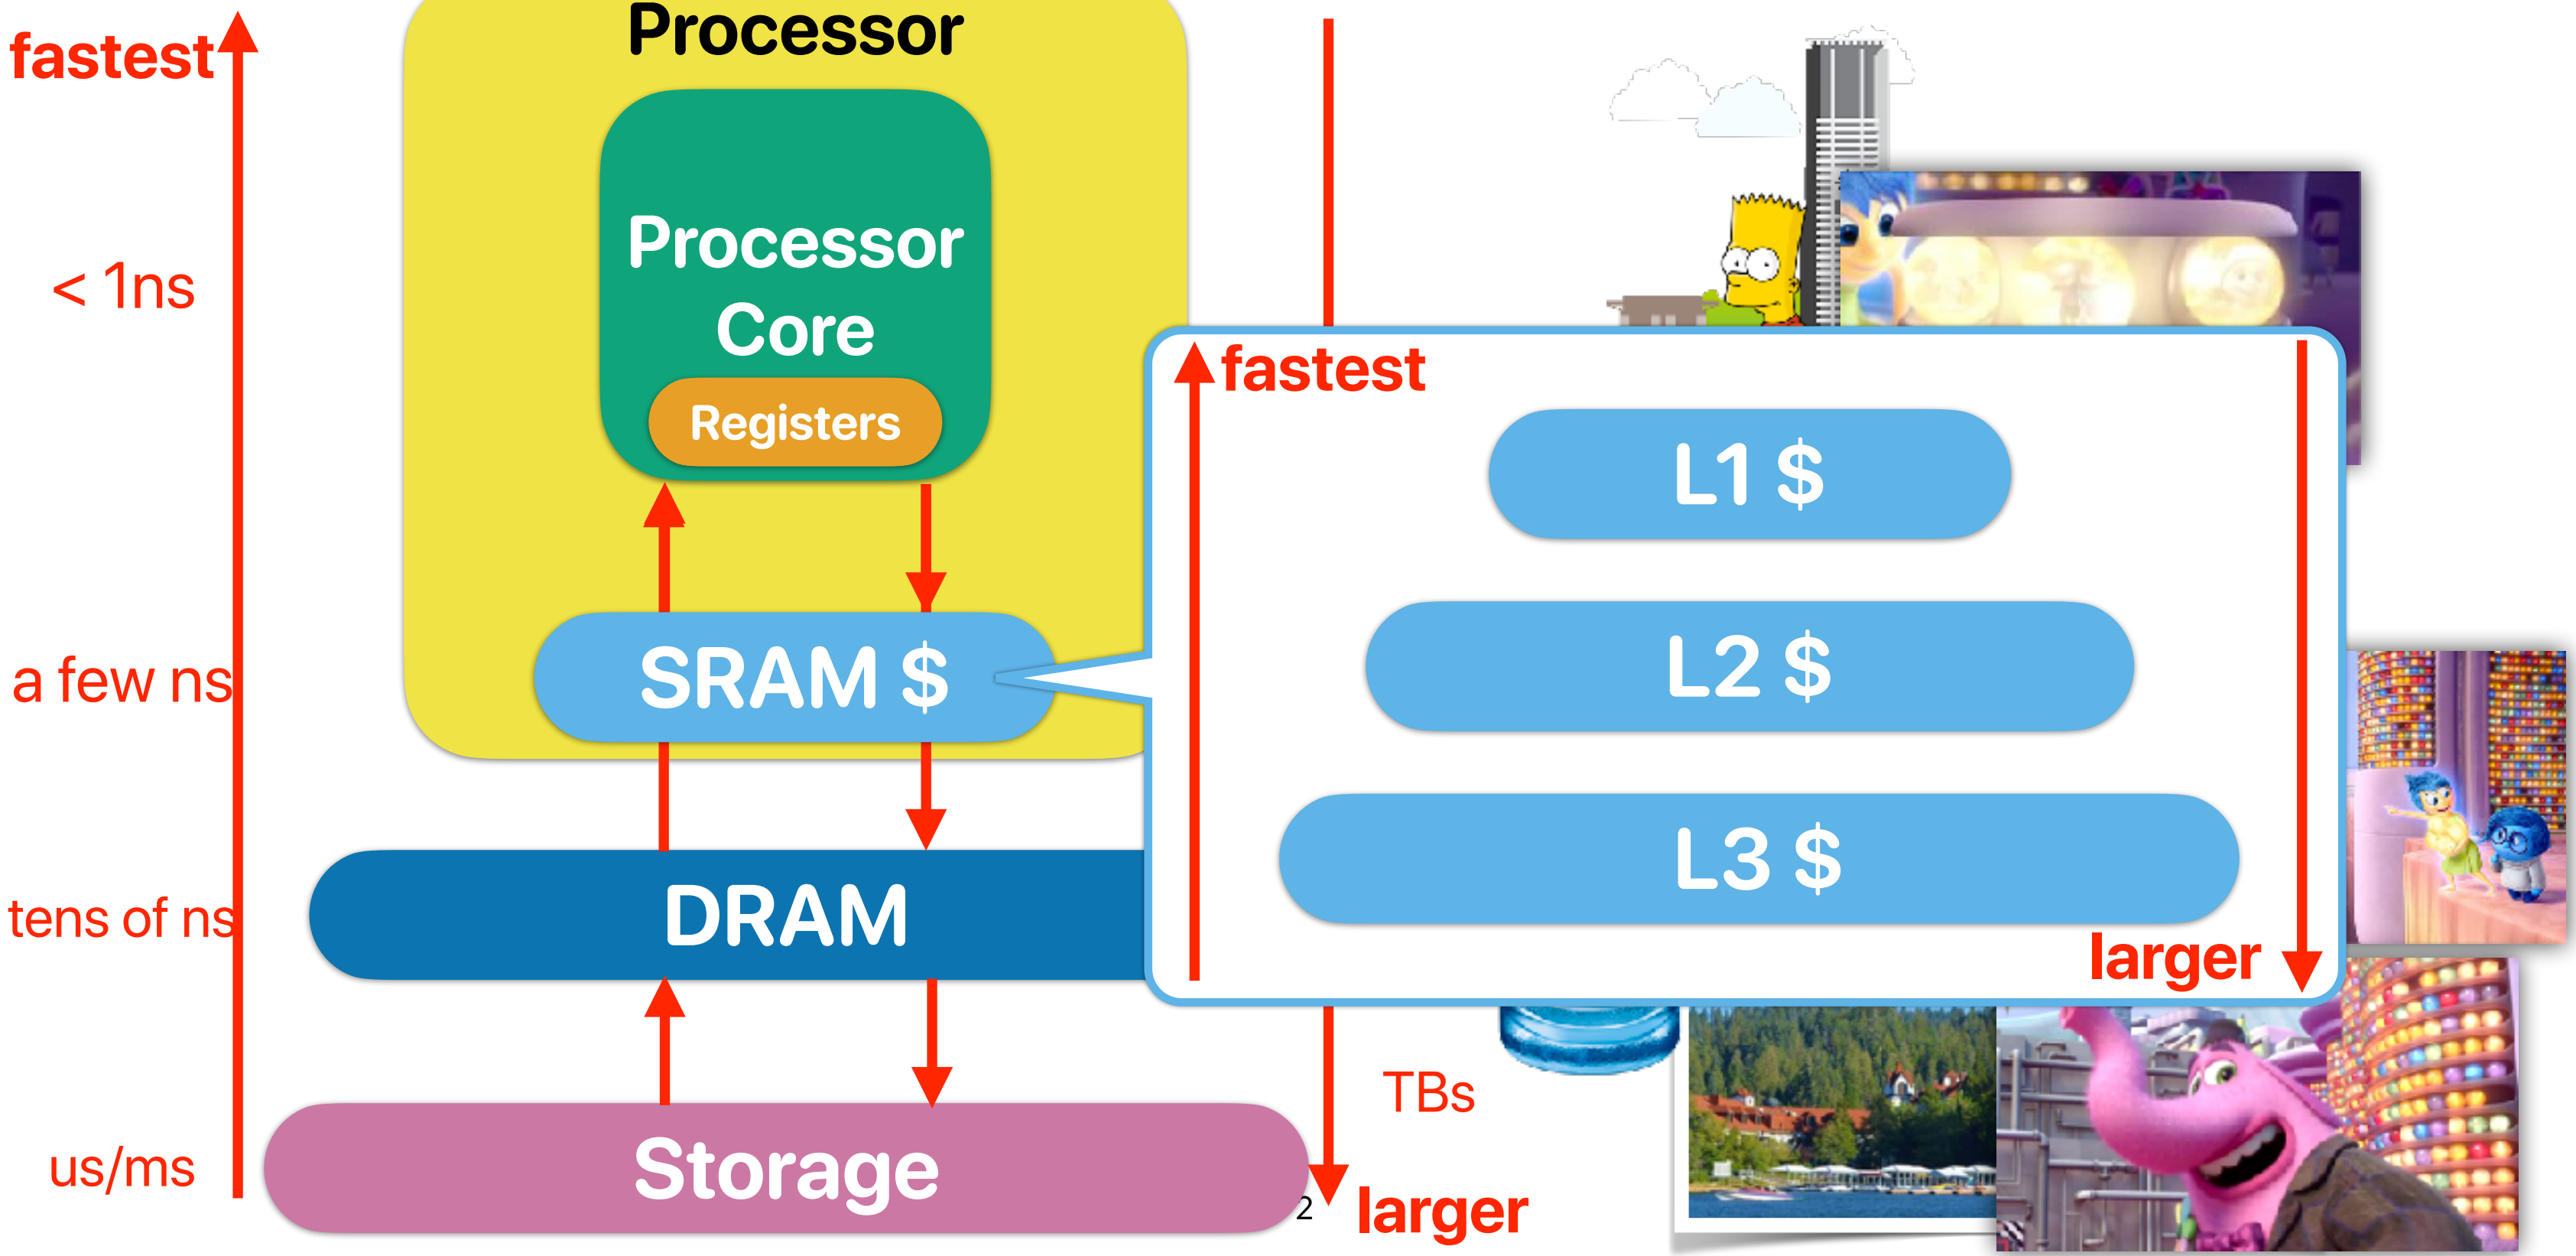 Processor
fastest
Processor
Core
< 1ns
Registers
fastest
L1 $
SRAM $
a few ns
L2 $
L3 $
DRAM
tens of ns
larger
TBs
Storage
us/ms
2
larger